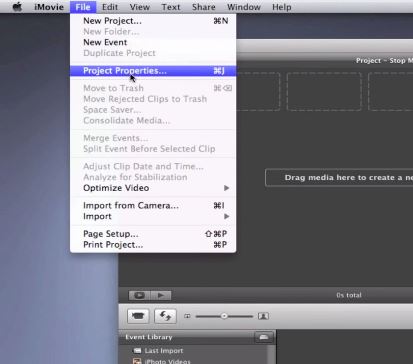 iMovie File Edit View Text Share Window Help
New Project... ⌘N
New Folder...
New Event
Duplicate Project
Project Properties... ⌘J
Project - Stop M
Move to Trash ⌘⌫
Move Rejected Clips to Trash
Space Saver...
Consolidate Media...
Merge Events...
Split Event Before Selected Clip
Adjust Clip Date and Time...
Analyze for Stabilization
Drag media here to create a ne
Optimize Video
Import from Camera... ⌘I
Import
Page Setup... ⇧⌘P
Print Project... ⌘P
0s total
Event Library
Last Import
iPhoto Videos